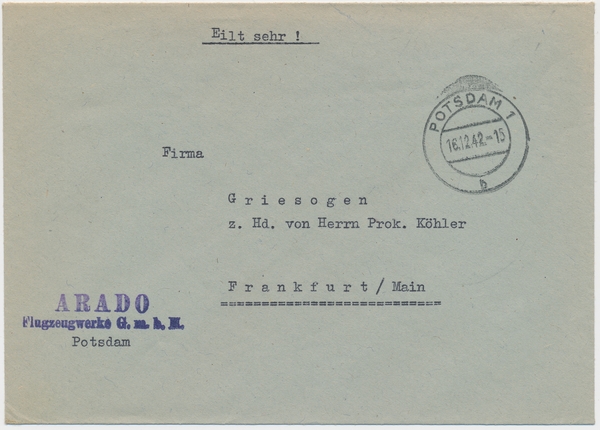 Eilt sehr !
POTSDAM 1
16.12.42.-15
b
Firma
Griesogen
z. Hd. von Herrn Prok. Köhler
Frankfurt/Main
ARADO
Flugzeugwerke G. m. b. H.
Potsdam